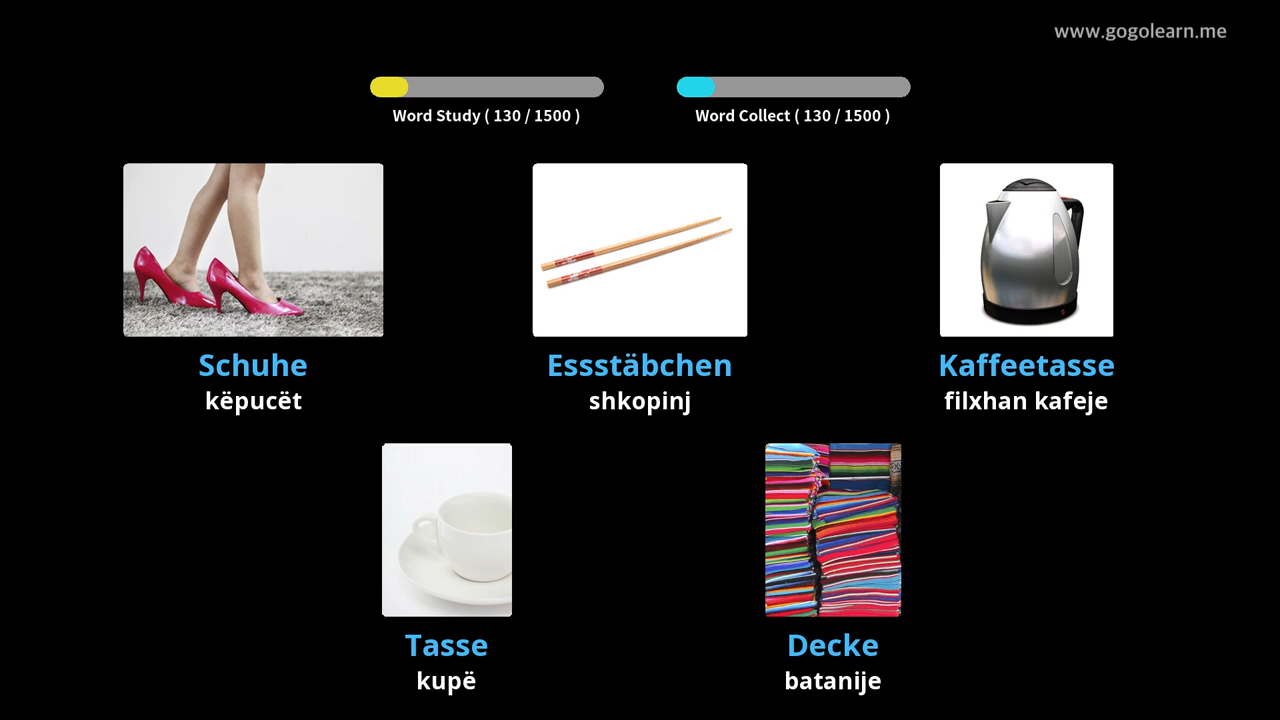 www.gogolearn.me
Word Study ( 130 / 1500 )
Word Collect ( 130 / 1500 )
Schuhe
këpucët
Essstäbchen
shkopinj
Kaffeetasse
filxhan kafeje
Tasse
kupë
Decke
batanije